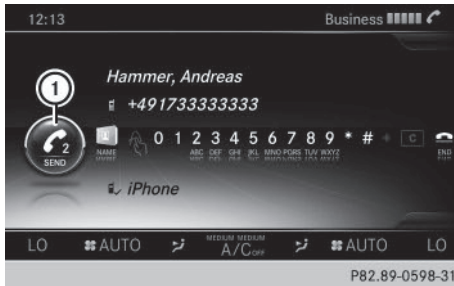 12:13 Business
1
Hammer, Andreas
+491733333333
2 SEND NAME 0 1 2 3 4 5 6 7 8 9 * # + C END
ABC DEF GHI JKL MNO PQRS TUV WXYZ
iPhone
LO AUTO MEDIUM MEDIUM A/C OFF AUTO LO
P82.89-0598-31